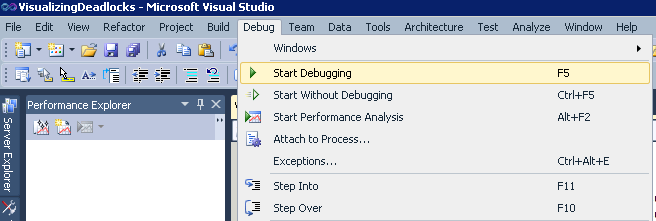 VisualizingDeadlocks - Microsoft Visual Studio
File Edit View Refactor Project Build Debug Team Data Tools Architecture Test Analyze Window Help
Windows
Start Debugging F5
Performance Explorer
Start Without Debugging Ctrl+F5
Start Performance Analysis Alt+F2
Attach to Process...
Exceptions... Ctrl+Alt+E
Step Into F11
Step Over F10
Server Explorer